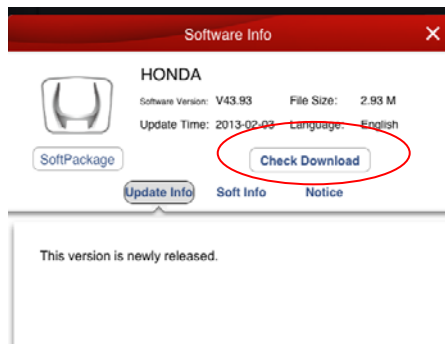 Software Info ×
HONDA
Software Version: V43.93 File Size: 2.93 M
Update Time: 2013-02-03 Language: English
SoftPackage Check Download
Update Info Soft Info Notice
This version is newly released.